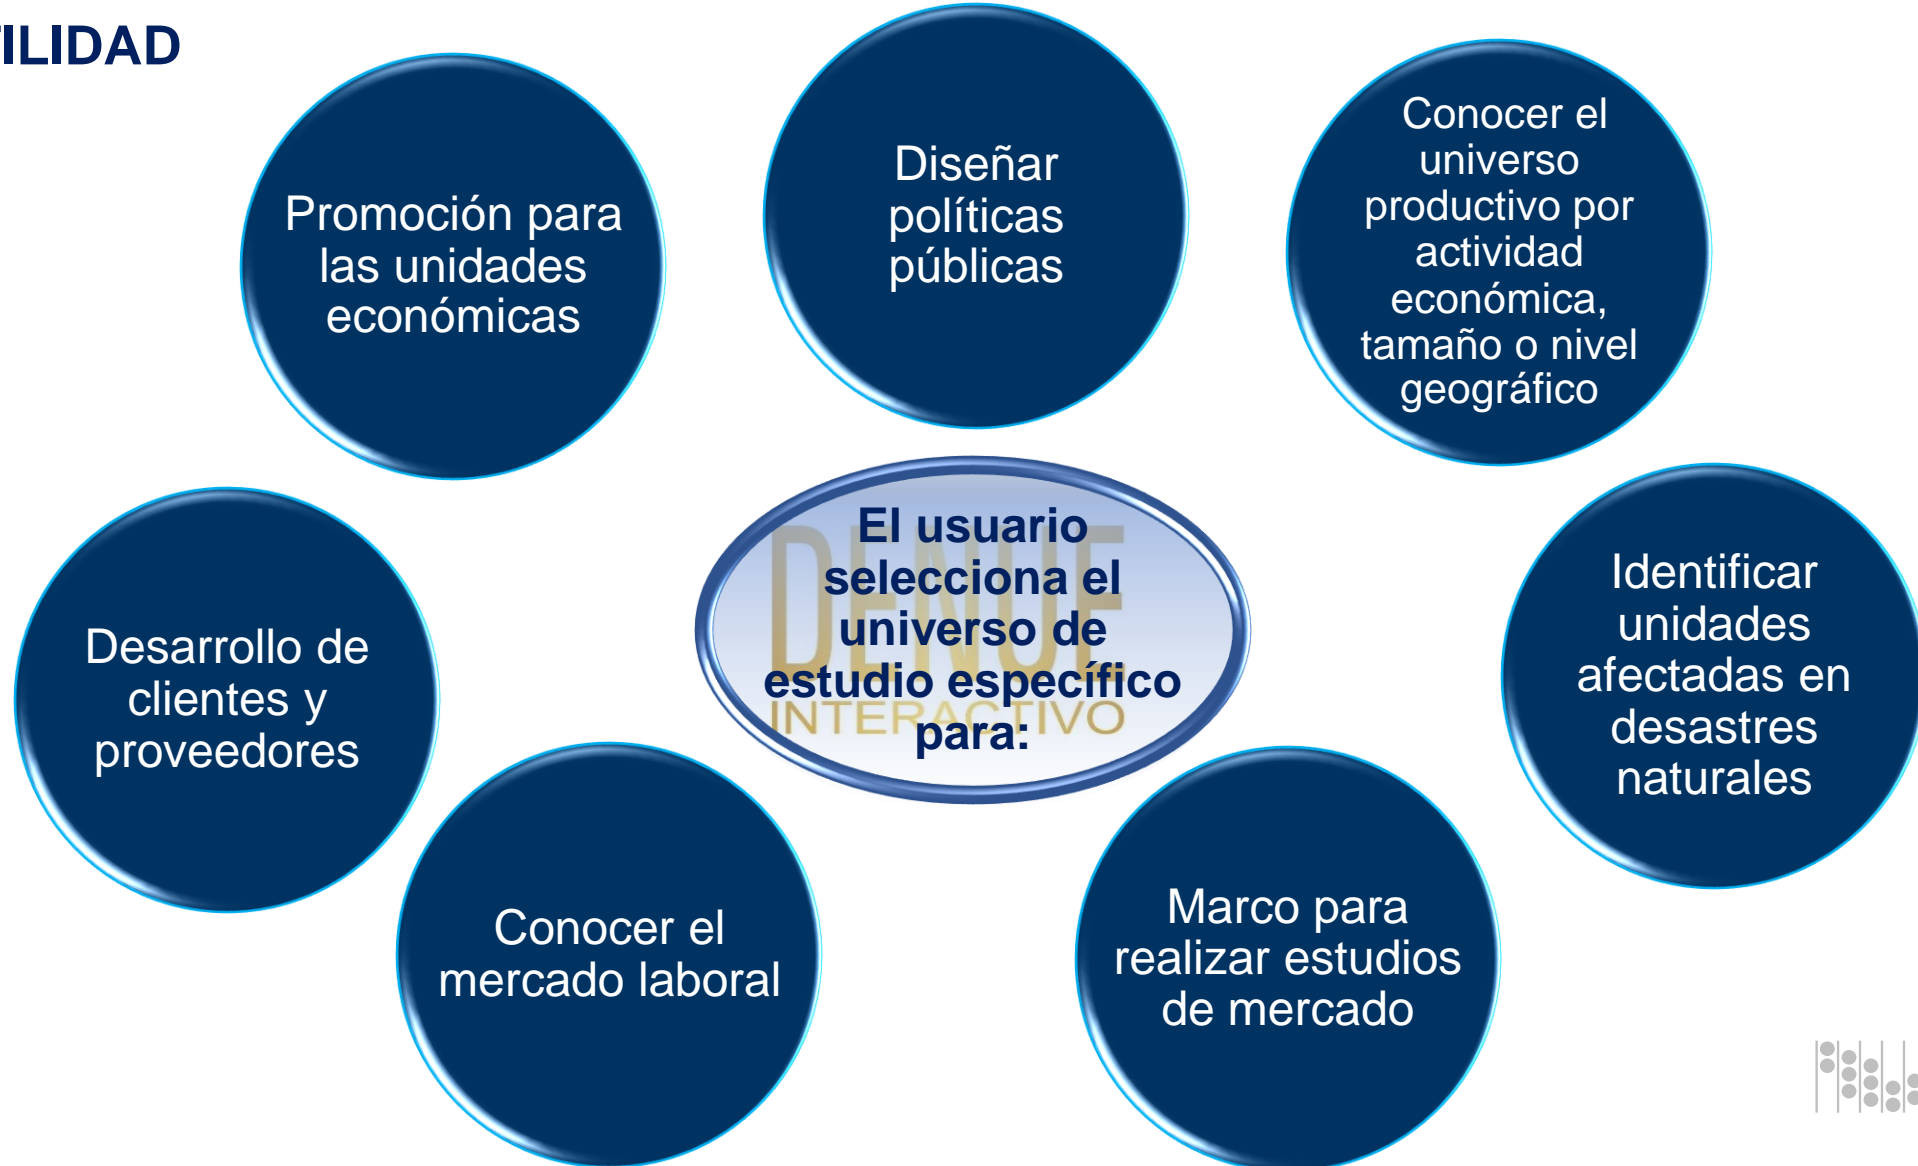 TILIDAD
Promoción para
las unidades
económicas
Diseñar
políticas
públicas
Conocer el
universo
productivo por
actividad
económica,
tamaño o nivel
geográfico
El usuario
selecciona el
universo de
estudio específico
para:
DENUE
INTERACTIVO
Desarrollo de
clientes y
proveedores
Identificar
unidades
afectadas en
desastres
naturales
Conocer el
mercado laboral
Marco para
realizar estudios
de mercado